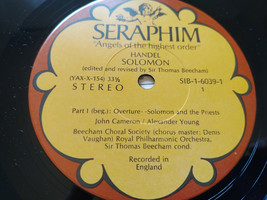 SERAPHIM
"Angels of the highest order"
HANDEL
SOLOMON
(edited and revised by Sir Thomas Beecham)
(YAX-X-154) 33⅓
STEREO
SIB-1-6039-1
1
Part I (beg.): Overture--Solomon and the Priests
John Cameron / Alexander Young
Beecham Choral Society (chorus master: Denis
Vaughan) Royal Philharmonic Orchestra,
Sir Thomas Beecham cond.
Recorded in
England